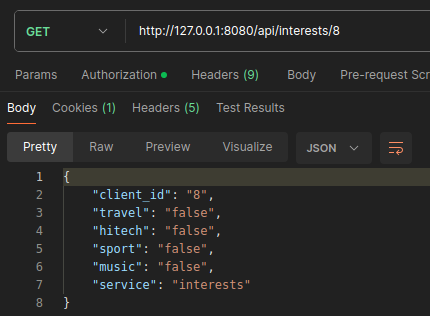 GET http://127.0.0.1:8080/api/interests/8
Params Authorization Headers (9) Body Pre-request Scr
Body Cookies (1) Headers (5) Test Results
Pretty Raw Preview Visualize JSON
1 {
2 "client_id": "8",
3 "travel": "false",
4 "hitech": "false",
5 "sport": "false",
6 "music": "false",
7 "service": "interests"
8 }